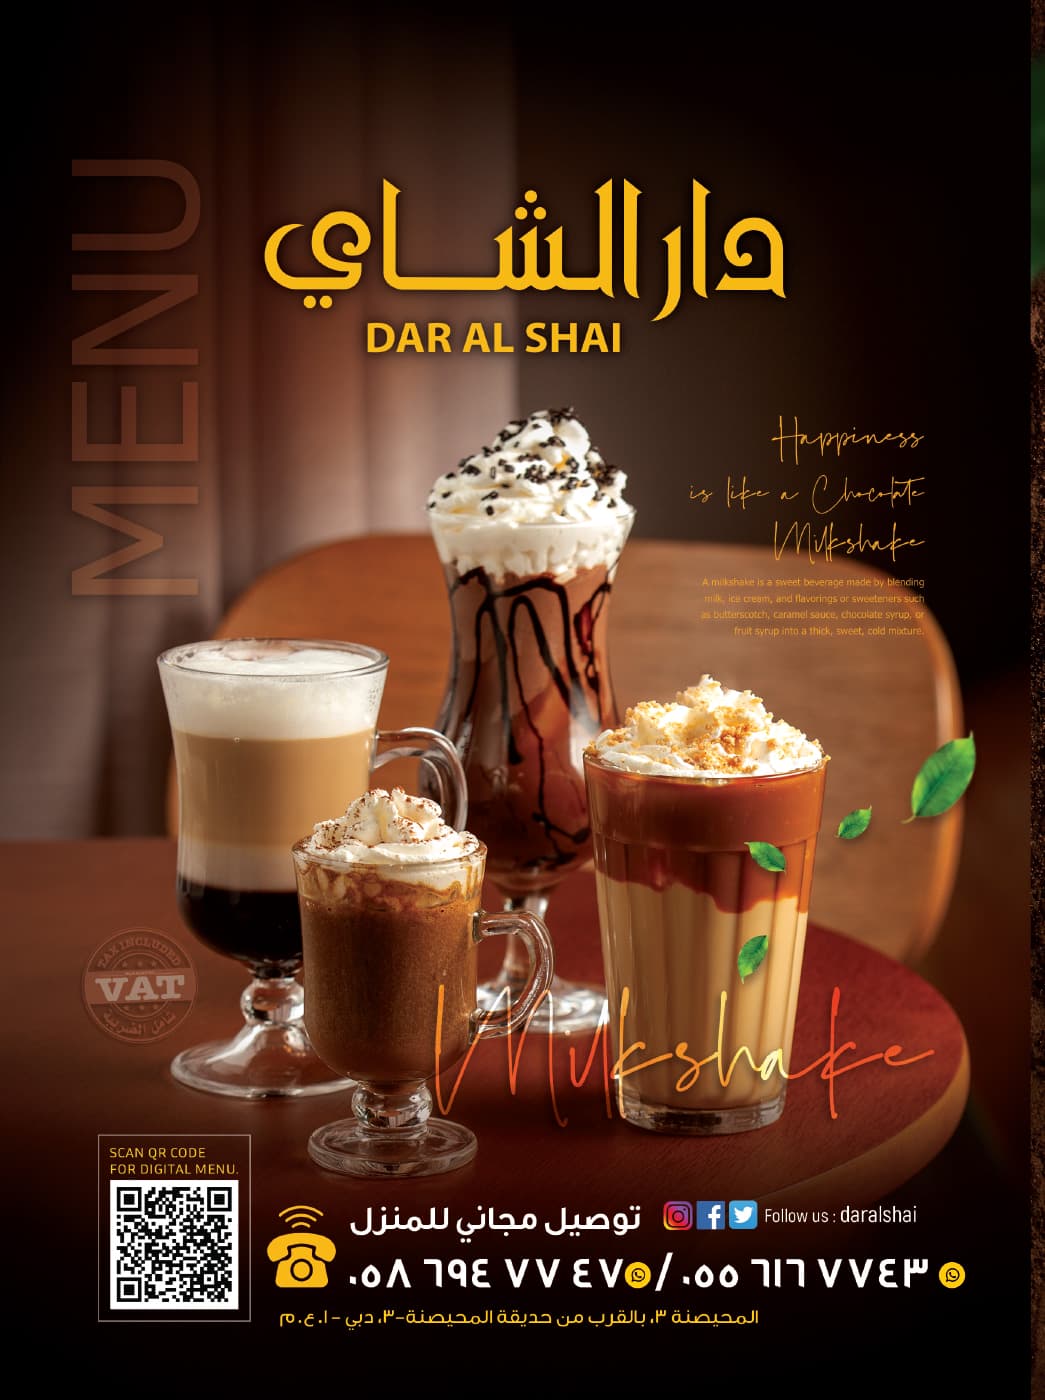 MENU
دار الشاي
DAR AL SHAI
Happiness
is like a Chocolate
Milkshake
A milkshake is a sweet beverage made by blending
milk, ice cream, and flavorings or sweeteners such
as butterscotch, caramel sauce, chocolate syrup, or
fruit syrup into a thick, sweet, cold mixture.
TAX INCLUDED
VAT
شامل الضريبة
Milkshake
SCAN QR CODE
FOR DIGITAL MENU.
توصيل مجاني للمنزل
Follow us : daralshai
٠٥٨ ٦٩٤ ٧٧ ٤٧ / ٠٥٥ ٦١٦ ٧٧٤٣
المحيصنة ٣، بالقرب من حديقة المحيصنة-٣، دبي - ا.ع.م